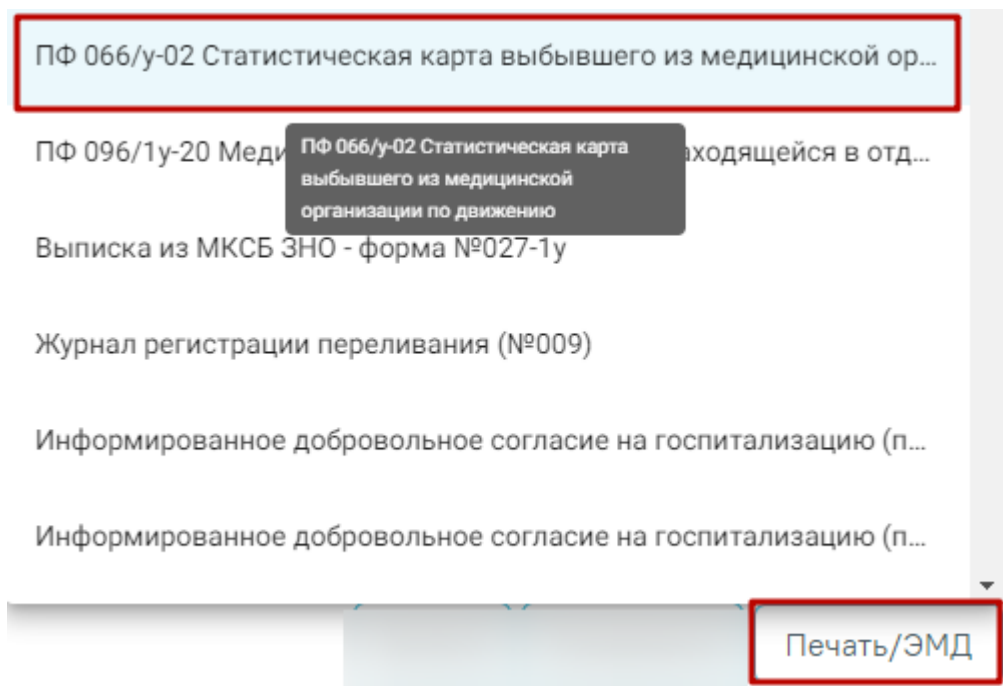 ПФ 066/у-02 Статистическая карта выбывшего из медицинской ор...
ПФ 096/1у-20 Меди аходящейся в отд...
ПФ 066/у-02 Статистическая карта
выбывшего из медицинской
организации по движению
Выписка из МКСБ ЗНО - форма №027-1у
Журнал регистрации переливания (№009)
Информированное добровольное согласие на госпитализацию (п...
Информированное добровольное согласие на госпитализацию (п...
Печать/ЭМД